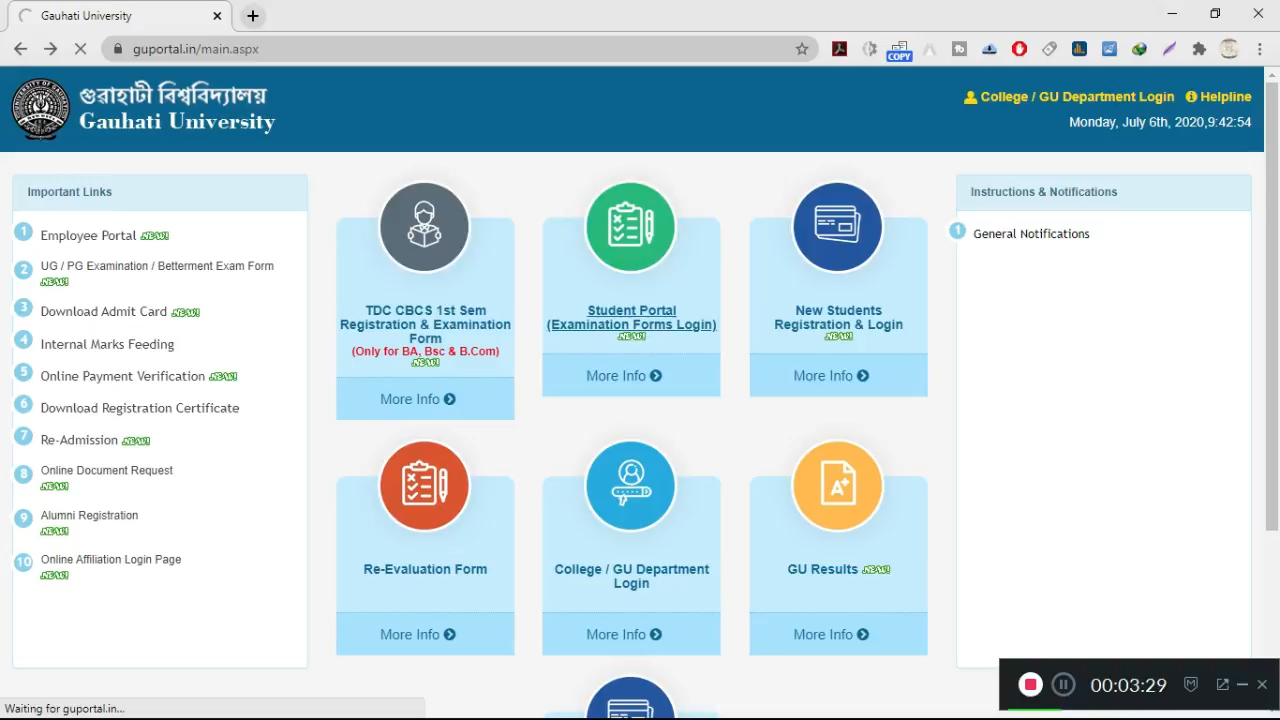 Gauhati University
guportal.in/main.aspx
COPY
গুৱাহাটী বিশ্ববিদ্যালয়
Gauhati University
College / GU Department Login Helpline
Monday, July 6th, 2020,9:42:54
Important Links
1 Employee Portal NEW!
2 UG / PG Examination / Betterment Exam Form
NEW!
3 Download Admit Card NEW!
4 Internal Marks Feeding
5 Online Payment Verification NEW!
6 Download Registration Certificate
7 Re-Admission NEW!
8 Online Document Request
NEW!
9 Alumni Registration
NEW!
10 Online Affiliation Login Page
NEW!
TDC CBCS 1st Sem
Registration & Examination
Form
(Only for BA, Bsc & B.Com)
NEW!
More Info
Student Portal
(Examination Forms Login)
NEW!
More Info
New Students
Registration & Login
NEW!
More Info
Re-Evaluation Form
More Info
College / GU Department
Login
More Info
A+
GU Results NEW!
More Info
Instructions & Notifications
1 General Notifications
Waiting for guportal.in...
00:03:29